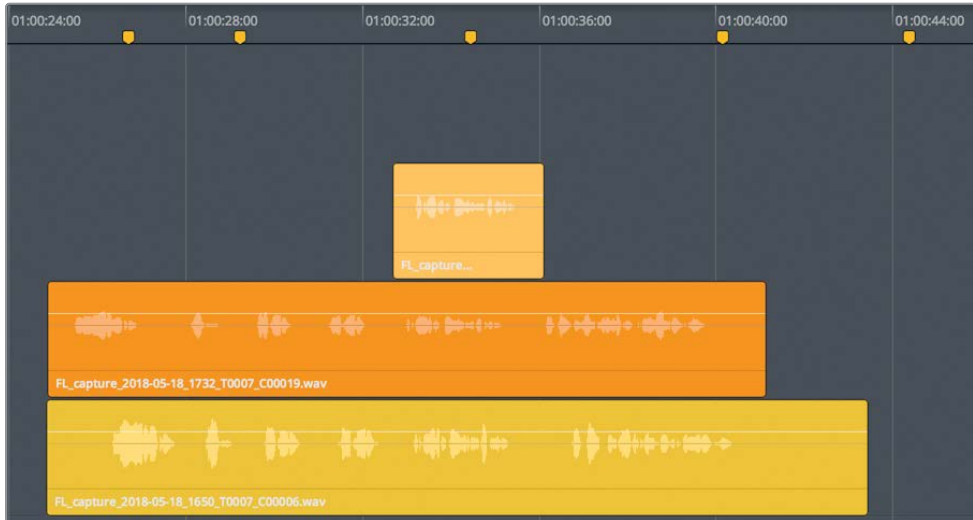 01:00:24:00 01:00:28:00 01:00:32:00 01:00:36:00 01:00:40:00 01:00:44:00
FL_capture...
FL_capture_2018-05-18_1732_T0007_C00019.wav
FL_capture_2018-05-18_1650_T0007_C00006.wav